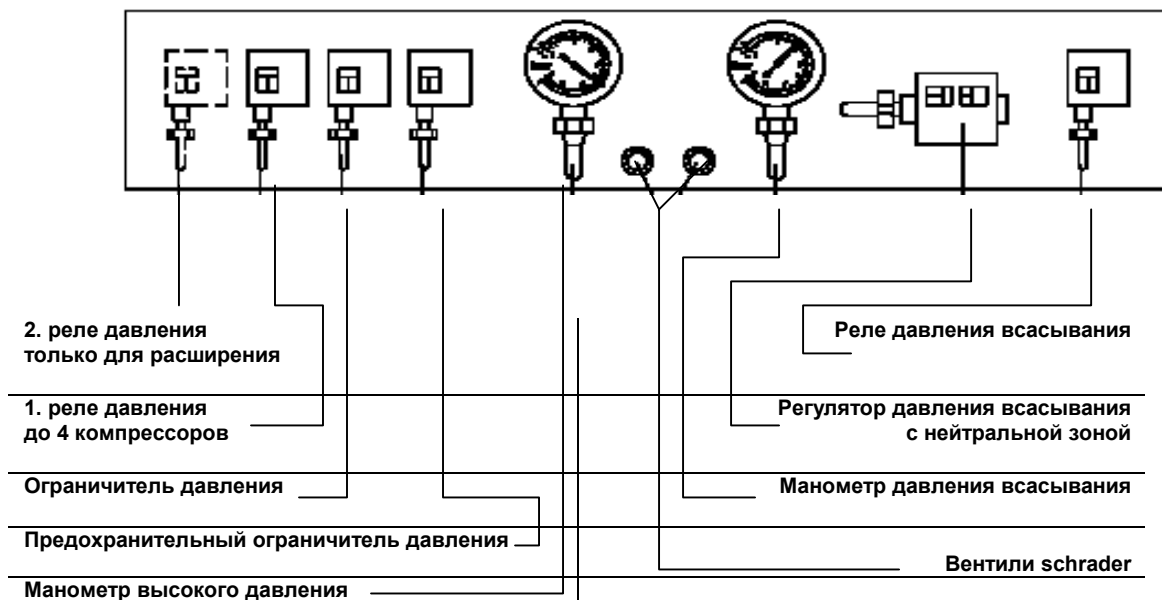 2. реле давления
только для расширения
1. реле давления
до 4 компрессоров
Ограничитель давления
Предохранительный ограничитель давления
Манометр высокого давления
Реле давления всасывания
Регулятор давления всасывания
с нейтральной зоной
Манометр давления всасывания
Вентили schrader